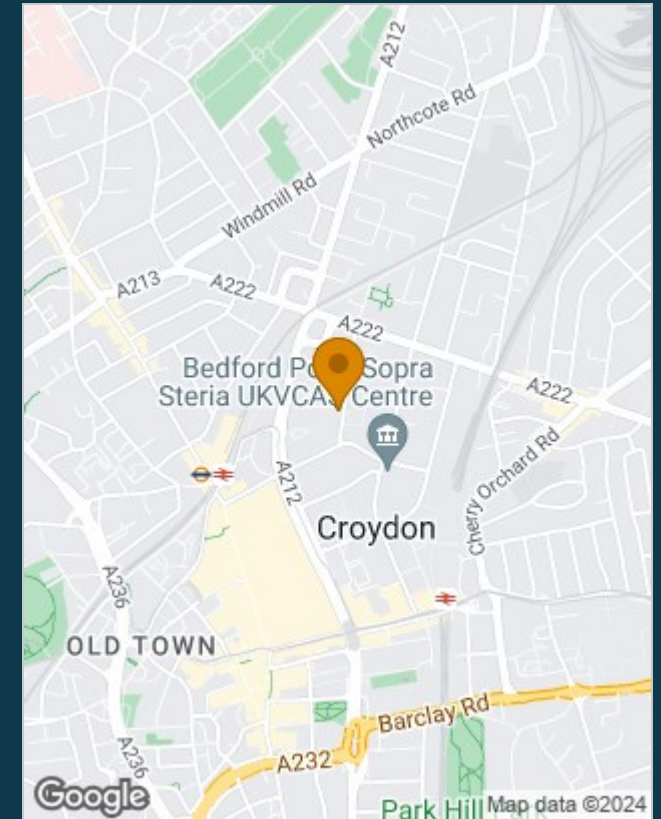 A212
Northcote Rd
Windmill Rd
A213
A222
A222
Bedford
Sopra
Steria UKVCAS Centre
A222
A212
Cherry Orchard Rd
Croydon
A236
OLD TOWN
Barclay Rd
A232
A236
Google
Park Hill
Map data ©2024